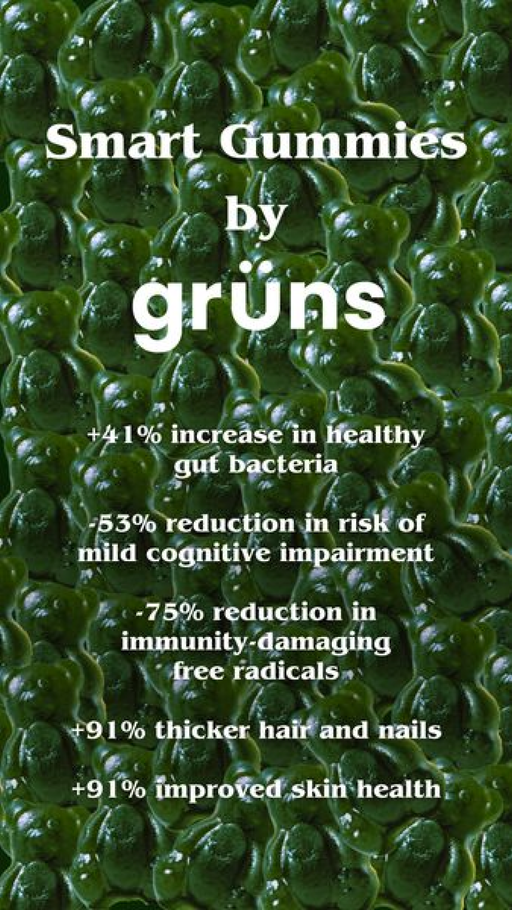 Smart Gummies
by
grüns
+41% increase in healthy
gut bacteria
-53% reduction in risk of
mild cognitive impairment
-75% reduction in
immunity-damaging
free radicals
+91% thicker hair and nails
+91% improved skin health